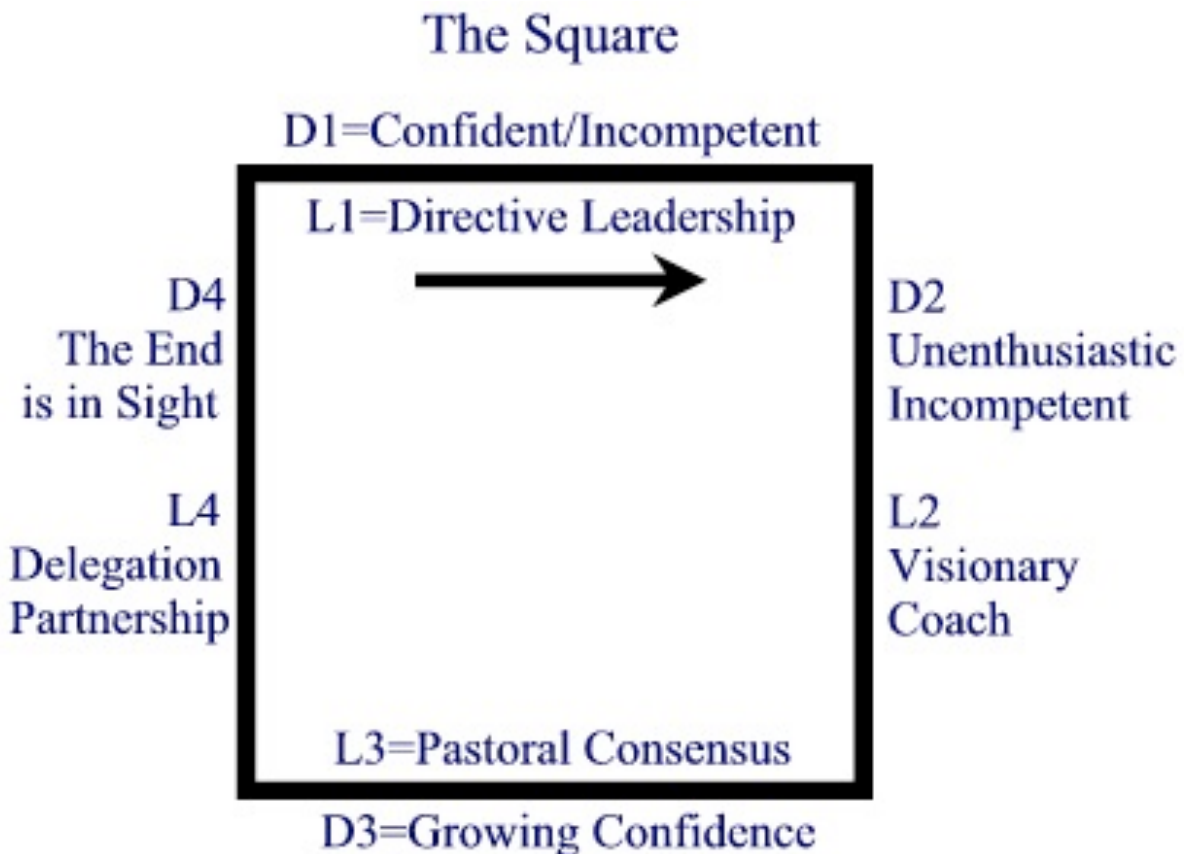 The Square
D1=Confident/Incompetent
L1=Directive Leadership
D4
The End
is in Sight
D2
Unenthusiastic
Incompetent
L4
Delegation
Partnership
L2
Visionary
Coach
L3=Pastoral Consensus
D3=Growing Confidence